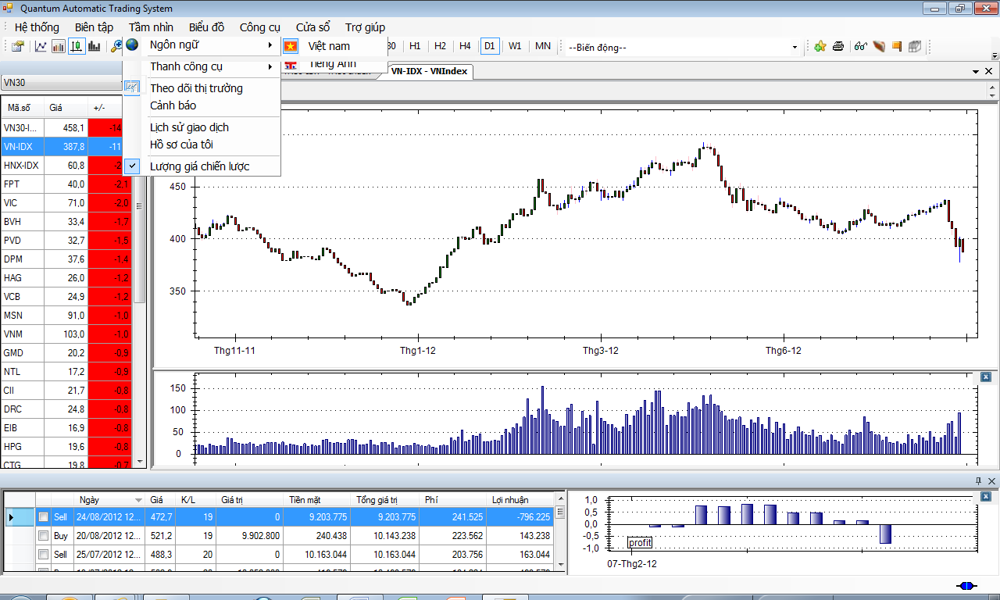 Quantum Automatic Trading System
Hệ thống Biên tập Tầm nhìn Biểu đồ Công cụ Cửa sổ Trợ giúp
Ngôn ngữ
Việt nam
Tiếng Anh
H1 H2 H4 D1 W1 MN --Biến động--
Thanh công cụ
Theo dõi thị trường
Cảnh báo
Lịch sử giao dịch
Hồ sơ của tôi
Lượng giá chiến lược
VN-IDX - VNIndex
VN30
Mã.số Giá +/-
VN30-I... 458,1 -14
VN-IDX 387,8 -11
HNX-IDX 60,8 -2
FPT 40,0 -2,1
VIC 71,0 -2,0
BVH 33,4 -1,7
PVD 32,7 -1,5
DPM 37,6 -1,4
HAG 26,0 -1,2
VCB 24,9 -1,2
MSN 91,0 -1,0
VNM 103,0 -1,0
GMD 20,2 -0,9
NTL 17,2 -0,9
CII 21,7 -0,8
DRC 24,8 -0,8
EIB 16,9 -0,8
HPG 19,6 -0,8
CTG 19,8 -0,7
450
400
350
Thg11-11 Thg1-12 Thg3-12 Thg6-12
150
100
50
0
Ngày Giá K/L Giá trị Tiền mặt Tổng giá trị Phí Lợi nhuận
Sell 24/08/2012 12... 472,7 19 0 9.203.775 9.203.775 241.525 -796.225
Buy 20/08/2012 12... 521,2 19 9.902.800 240.438 10.143.238 223.562 143.238
Sell 25/07/2012 12... 488,3 20 0 10.163.044 10.163.044 203.756 163.044
1,0
0,5
0,0
-0,5
-1,0
profit
07-Thg2-12